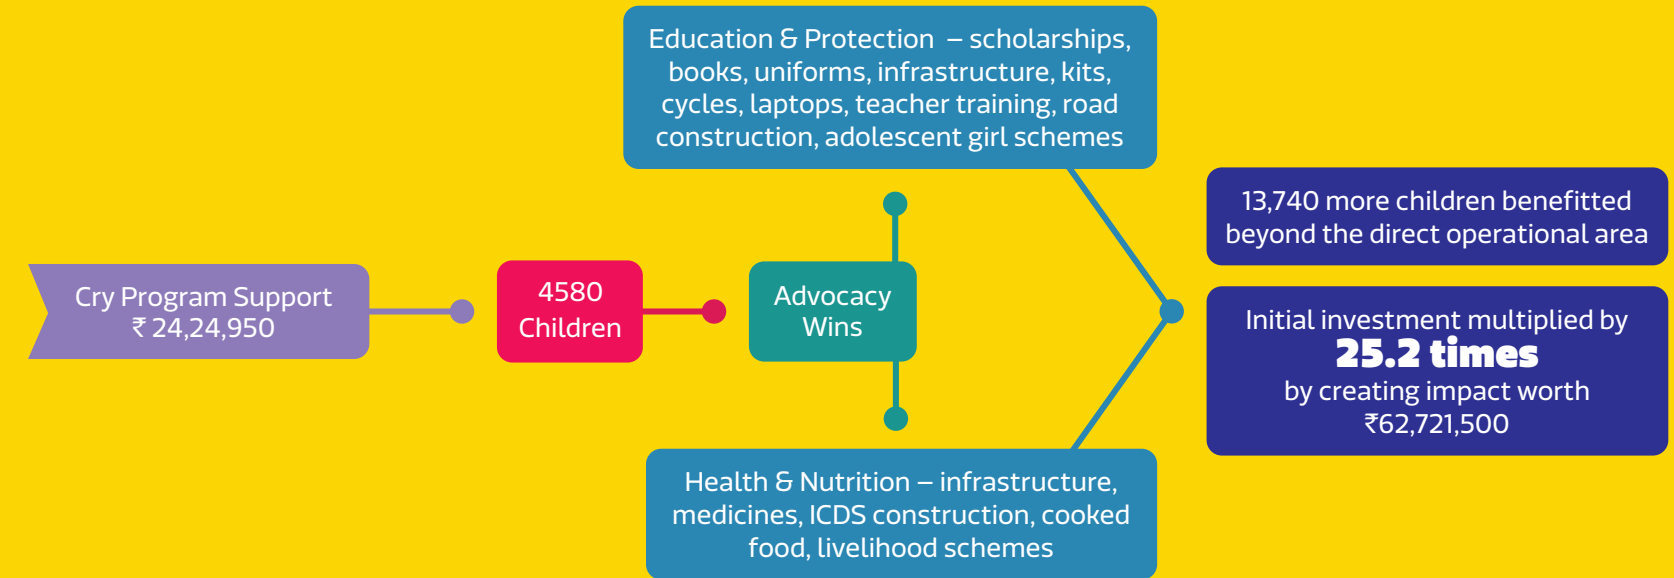 Cry Program Support
₹ 24,24,950
4580
Children
Advocacy
Wins
Education & Protection – scholarships,
books, uniforms, infrastructure, kits,
cycles, laptops, teacher training, road
construction, adolescent girl schemes
Health & Nutrition – infrastructure,
medicines, ICDS construction, cooked
food, livelihood schemes
13,740 more children benefitted
beyond the direct operational area
Initial investment multiplied by
25.2 times
by creating impact worth
₹62,721,500